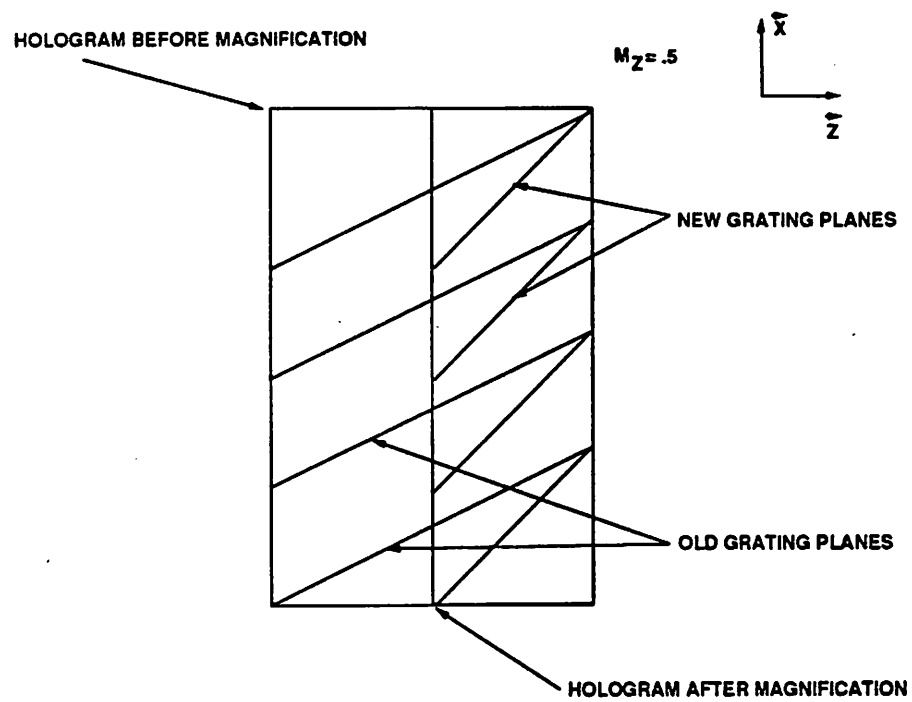 HOLOGRAM BEFORE MAGNIFICATION
M_Z = .5
X
Z
NEW GRATING PLANES
OLD GRATING PLANES
HOLOGRAM AFTER MAGNIFICATION